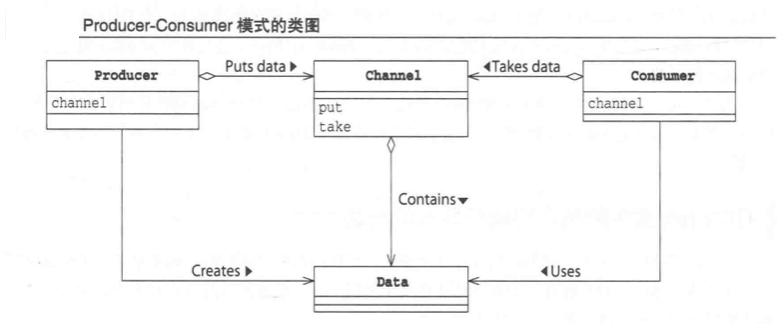 Producer-Consumer 模式的类图
Producer
Puts data ▶
Channel
◀Takes data
Consumer
channel
put
take
channel
Contains▼
Creates ▶
Data
◀Uses